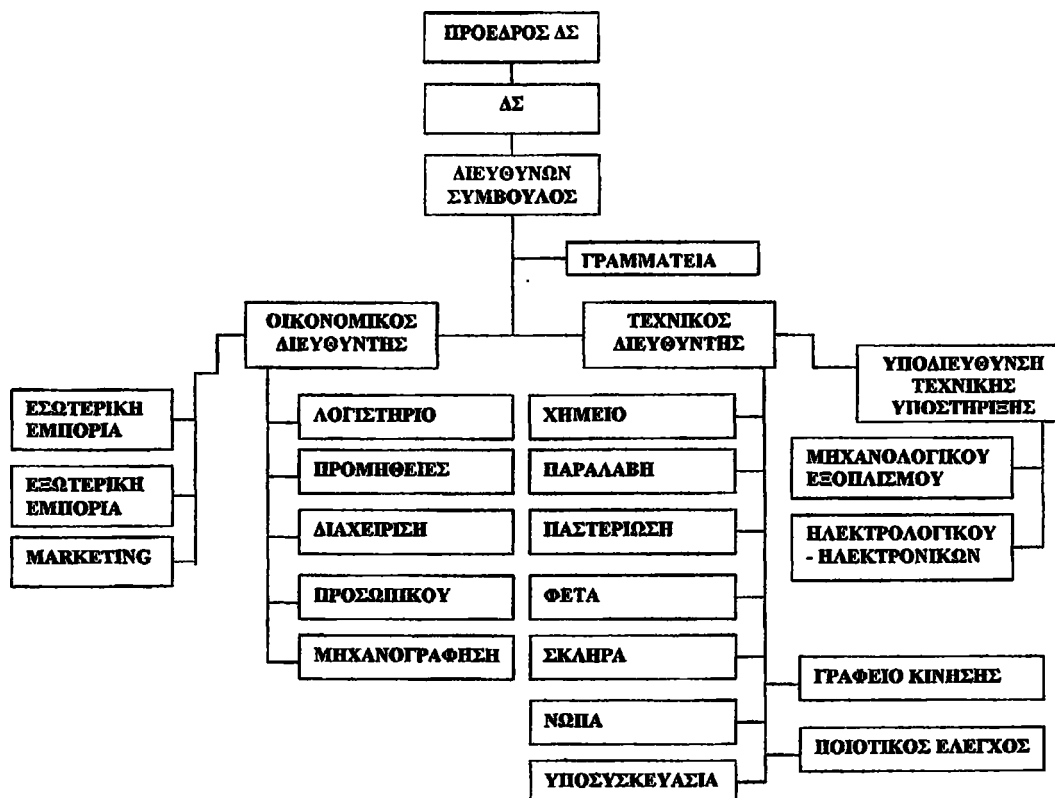 ΠΡΟΕΔΡΟΣ ΔΣ
ΔΣ
ΔΙΕΥΘΥΝΩΝ
ΣΥΜΒΟΥΛΟΣ
ΓΡΑΜΜΑΤΕΙΑ
ΟΙΚΟΝΟΜΙΚΟΣ
ΔΙΕΥΘΥΝΤΗΣ
ΤΕΧΝΙΚΟΣ
ΔΙΕΥΘΥΝΤΗΣ
ΥΠΟΔΙΕΥΘΥΝΣΗ
ΤΕΧΝΙΚΗΣ
ΥΠΟΣΤΗΡΙΞΗΣ
ΕΣΩΤΕΡΙΚΗ
ΕΜΠΟΡΙΑ
ΕΞΩΤΕΡΙΚΗ
ΕΜΠΟΡΙΑ
MARKETING
ΛΟΓΙΣΤΗΡΙΟ
ΠΡΟΜΗΘΕΙΕΣ
ΔΙΑΧΕΙΡΙΣΗ
ΠΡΟΣΩΠΙΚΟΥ
ΜΗΧΑΝΟΓΡΑΦΗΣΗ
ΧΗΜΕΙΟ
ΠΑΡΑΛΑΒΗ
ΠΑΣΤΕΡΙΩΣΗ
ΦΕΤΑ
ΣΚΛΗΡΑ
ΝΩΠΑ
ΥΠΟΣΥΣΚΕΥΑΣΙΑ
ΜΗΧΑΝΟΛΟΓΙΚΟΥ
ΕΞΟΠΛΙΣΜΟΥ
ΗΛΕΚΤΡΟΛΟΓΙΚΟΥ
- ΗΛΕΚΤΡΟΝΙΚΩΝ
ΓΡΑΦΕΙΟ ΚΙΝΗΣΗΣ
ΠΟΙΟΤΙΚΟΣ ΕΛΕΓΧΟΣ